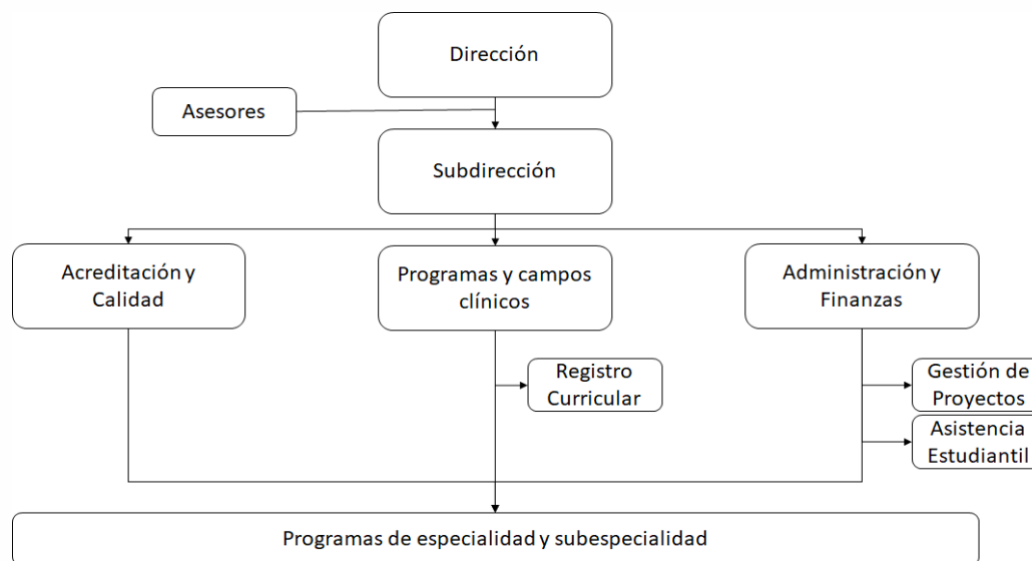 Dirección
Asesores
Subdirección
Acreditación y
Calidad
Programas y campos
clínicos
Administración y
Finanzas
Registro
Curricular
Gestión de
Proyectos
Asistencia
Estudiantil
Programas de especialidad y subespecialidad